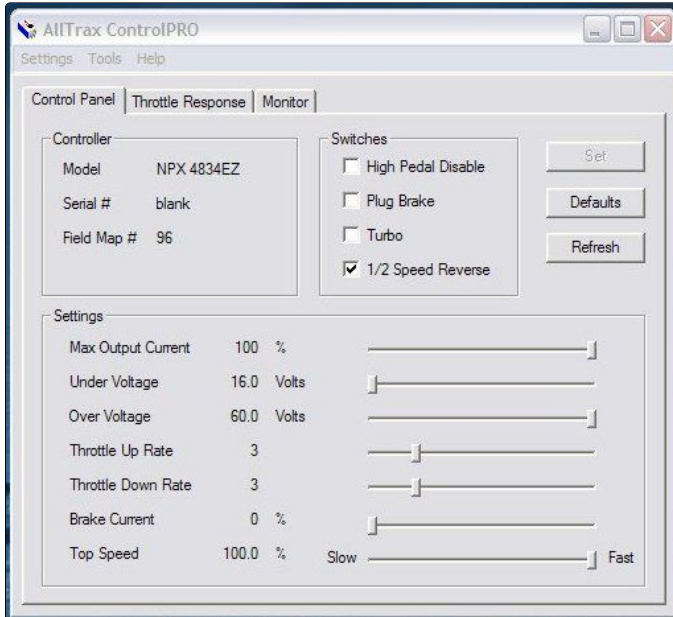 AllTrax ControlPRO
Settings Tools Help
Control Panel Throttle Response Monitor
Controller
Model NPX 4834EZ
Serial # blank
Field Map # 96
Switches
High Pedal Disable
Plug Brake
Turbo
1/2 Speed Reverse
Set
Defaults
Refresh
Settings
Max Output Current 100 %
Under Voltage 16.0 Volts
Over Voltage 60.0 Volts
Throttle Up Rate 3
Throttle Down Rate 3
Brake Current 0 %
Top Speed 100.0 % Slow Fast